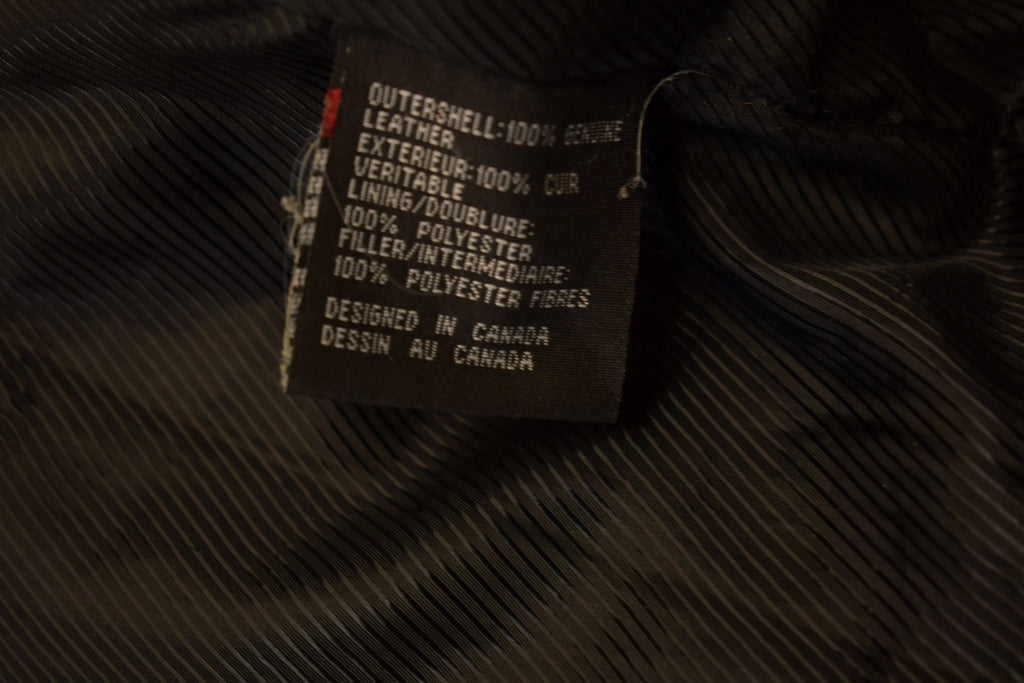 OUTERSHELL:100% GENUINE
LEATHER
EXTERIEUR:100% CUIR
VERITABLE
LINING/DOUBLURE:
100% POLYESTER
FILLER/INTERMEDIAIRE:
100% POLYESTER FIBRES
DESIGNED IN CANADA
DESSIN AU CANADA